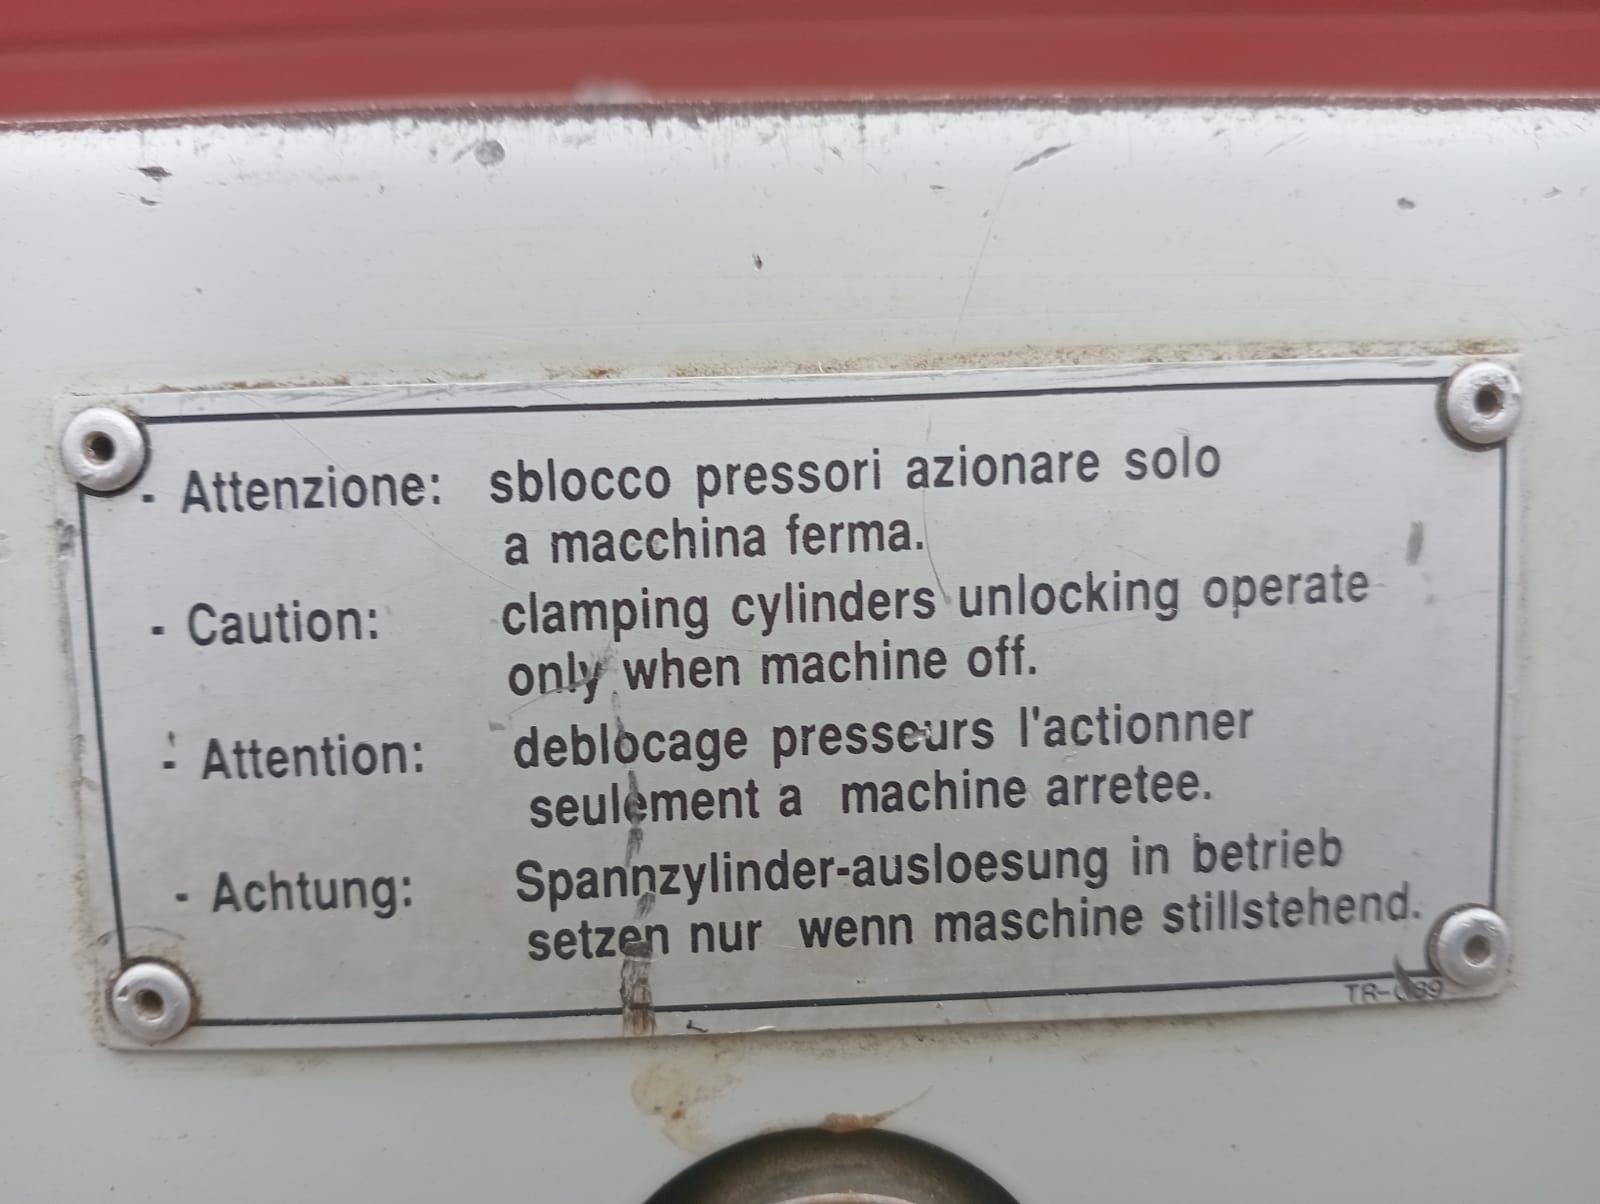 - Attenzione: sblocco pressori azionare solo
a macchina ferma.
- Caution: clamping cylinders unlocking operate
only when machine off.
- Attention: deblocage presseurs l'actionner
seulement a machine arretee.
- Achtung: Spannzylinder-ausloesung in betrieb
setzen nur wenn maschine stillstehend.